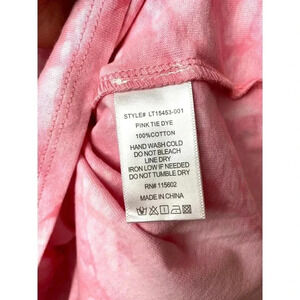 STYLE# LT15453-001
PINK TIE DYE
100%COTTON
HAND WASH COLD
DO NOT BLEACH
LINE DRY
IRON LOW IF NEEDED
DO NOT TUMBLE DRY
RN# 115602
MADE IN CHINA